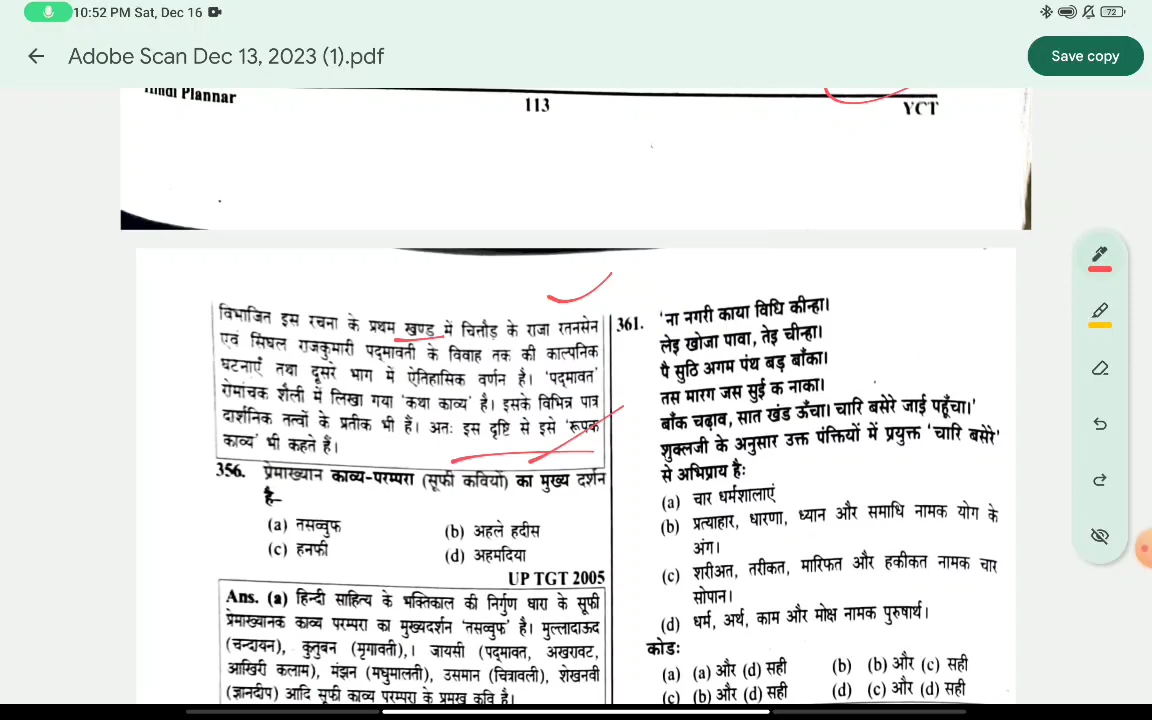 10:52 PM Sat, Dec 16
72
Adobe Scan Dec 13, 2023 (1).pdf
Save copy
Hindi Plannar
113
YCT
विभाजित इस रचना के प्रथम खण्ड में चितौड़ के राजा रतनसेन
एवं सिंघल राजकुमारी पद्मावती के विवाह तक की काल्पनिक
घटनाएँ तथा दूसरे भाग में ऐतिहासिक वर्णन है। 'पद्मावत'
रोमांचक शैली में लिखा गया 'कथा काव्य' है। इसके विभिन्न पात्र
दार्शनिक तत्वों के प्रतीक भी हैं। अतः इस दृष्टि से इसे 'रूपक
काव्य' भी कहते हैं।
356. प्रेमाख्यान काव्य-परम्परा (सूफी कवियों) का मुख्य दर्शन
है–
(a) तसव्वुफ
(b) अहले हदीस
(c) हनफी
(d) अहमदिया
UP TGT 2005
Ans. (a) हिन्दी साहित्य के भक्तिकाल की निर्गुण धारा के सूफी
प्रेमाख्यानक काव्य परम्परा का मुख्यदर्शन 'तसव्वुफ' है। मुल्लादाऊद
(चन्दायन), कुतुबन (मृगावती),। जायसी (पद्मावत, अखरावट,
आखिरी कलाम), मंझन (मधुमालती), उसमान (चित्रावली), शेखनवी
(ज्ञानदीप) आदि सूफी काव्य परम्परा के प्रमुख कवि है।
361. 'ना नगरी काया विधि कीन्हा।
लेइ खोजा पावा, तेइ चीन्हा।
पै सुठि अगम पंथ बड़ बाँका।
तस मारग जस सुई क नाका।
बाँक चढ़ाव, सात खंड ऊँचा। चारि बसेरे जाई पहूँचा।'
शुक्लजी के अनुसार उक्त पंक्तियों में प्रयुक्त 'चारि बसेरे'
से अभिप्राय हैः
(a) चार धर्मशालाएं
(b) प्रत्याहार, धारणा, ध्यान और समाधि नामक योग के
अंग।
(c) शरीअत, तरीकत, मारिफत और हकीकत नामक चार
सोपान।
(d) धर्म, अर्थ, काम और मोक्ष नामक पुरुषार्थ।
कोडः
(a) (a) और (d) सही
(b) (b) और (c) सही
(c) (b) और (d) सही
(d) (c) और (d) सही